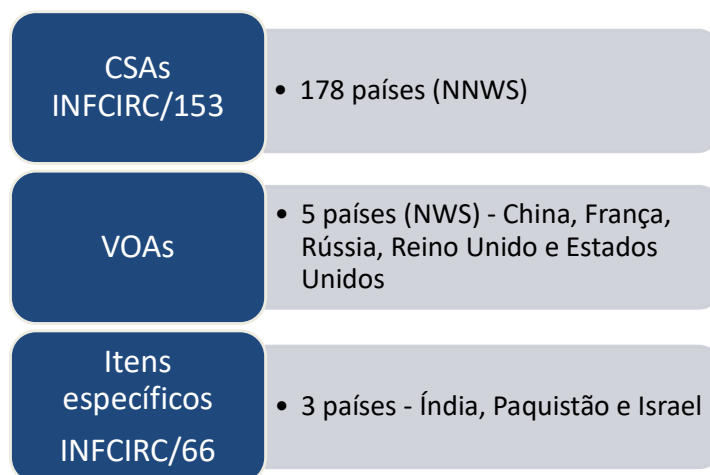 CSAs
INFCIRC/153
• 178 países (NNWS)
VOAs
• 5 países (NWS) - China, França,
Rússia, Reino Unido e Estados
Unidos
Itens
específicos
INFCIRC/66
• 3 países - Índia, Paquistão e Israel